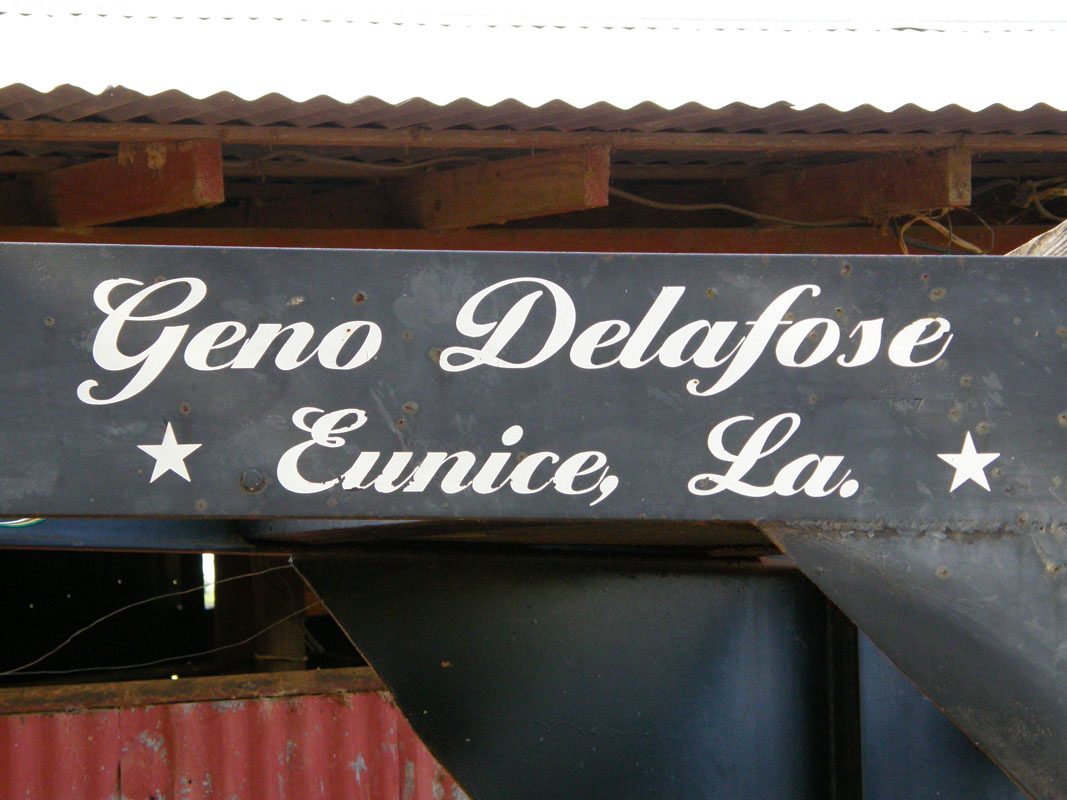 Geno Delafose
Eunice, La.